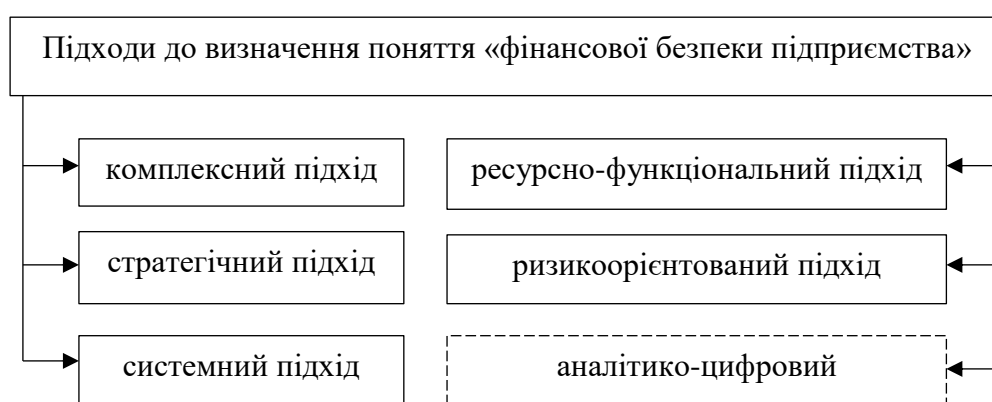 Підходи до визначення поняття «фінансової безпеки підприємства»
комплексний підхід
ресурсно-функціональний підхід
стратегічний підхід
ризикоорієнтований підхід
системний підхід
аналітико-цифровий